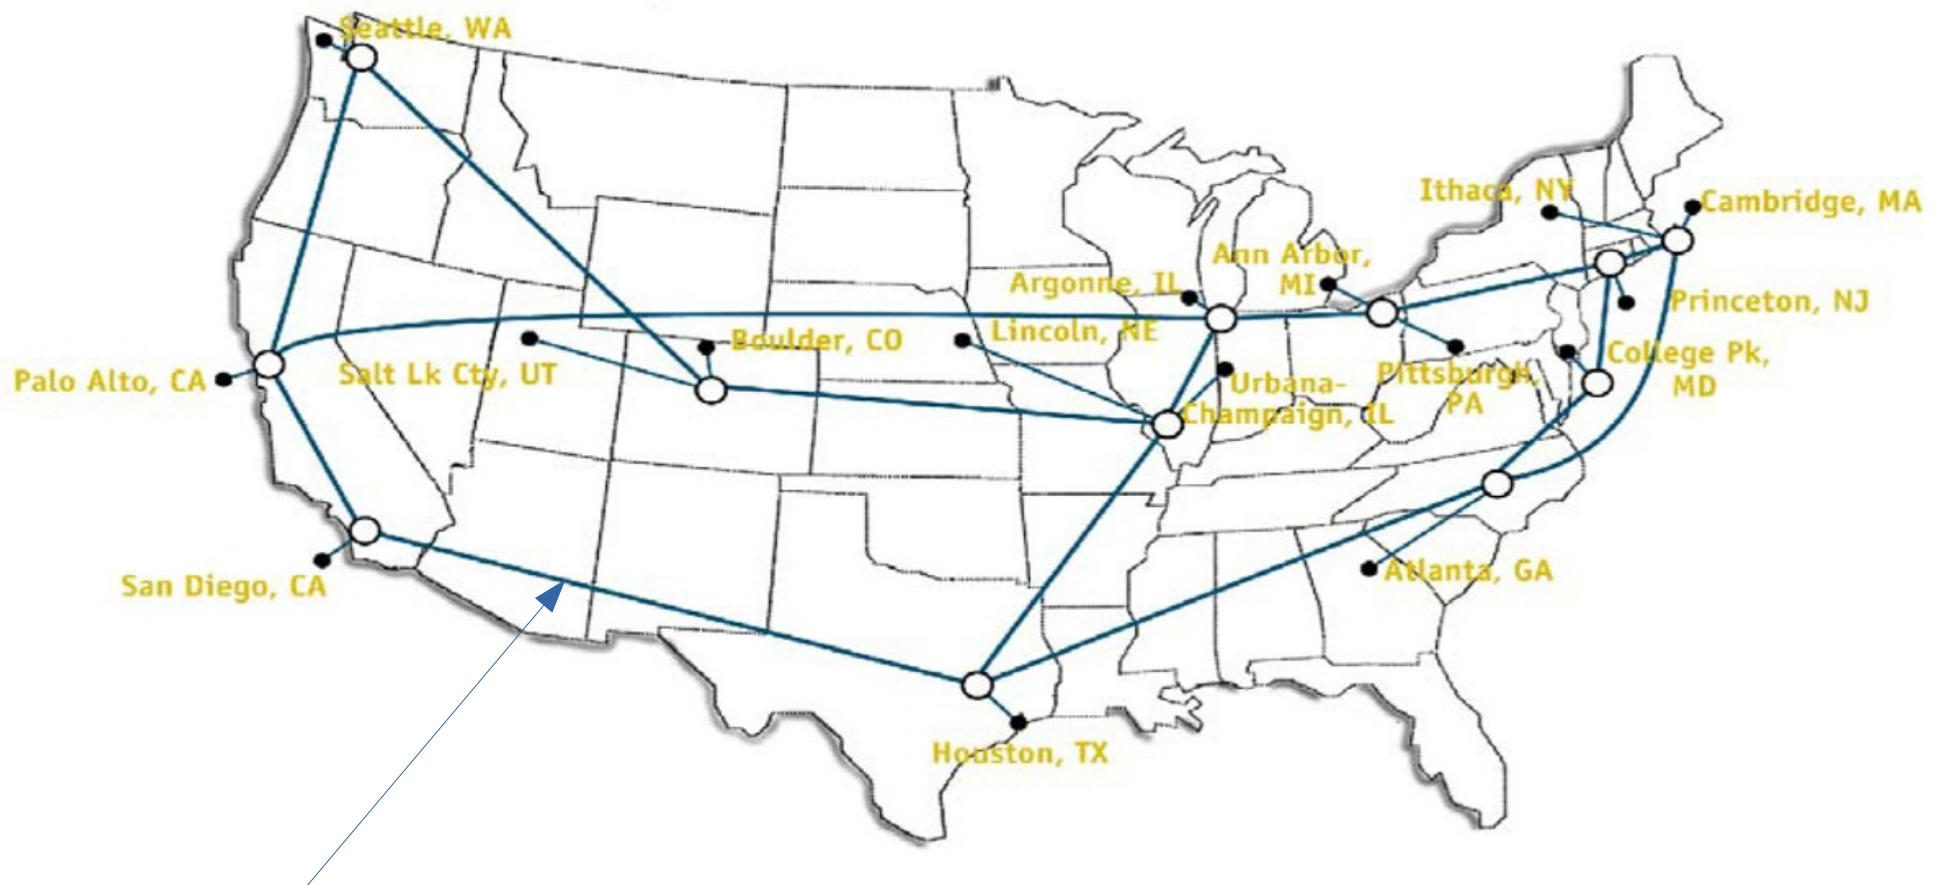 Seattle, WA
Ithaca, NY
Cambridge, MA
Ann Arbor,
MI
Argonne, IL
Princeton, NJ
Lincoln, NE
Boulder, CO
College Pk,
MD
Palo Alto, CA
Salt Lk Cty, UT
Pittsburgh,
PA
Urbana-
Champaign, IL
San Diego, CA
Atlanta, GA
Houston, TX